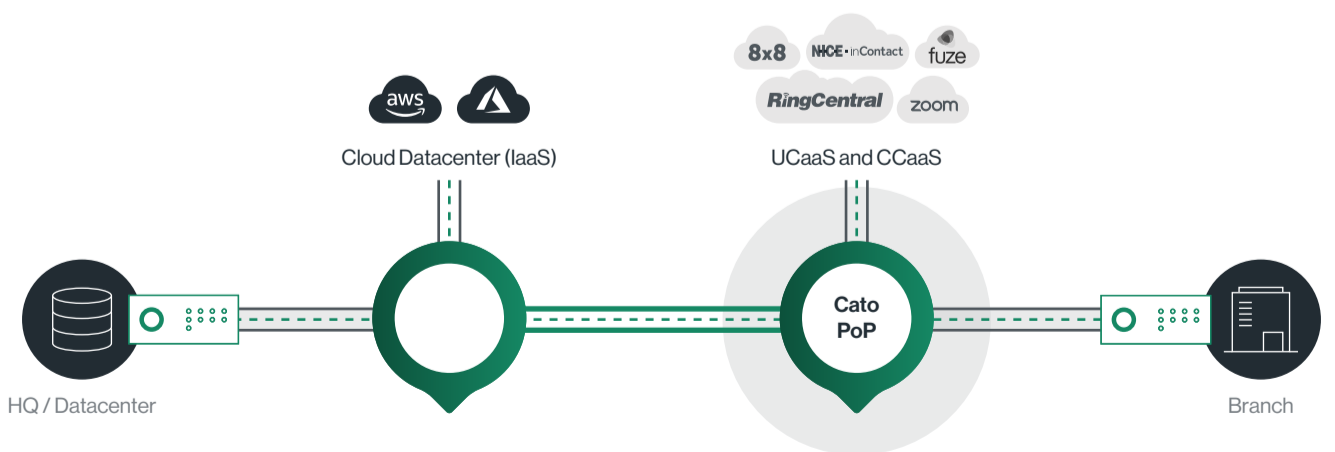 8x8
NICE·inContact
fuze
aws
RingCentral
zoom
Cloud Datacenter (IaaS)
UCaaS and CCaaS
Cato
PoP
HQ / Datacenter
Branch